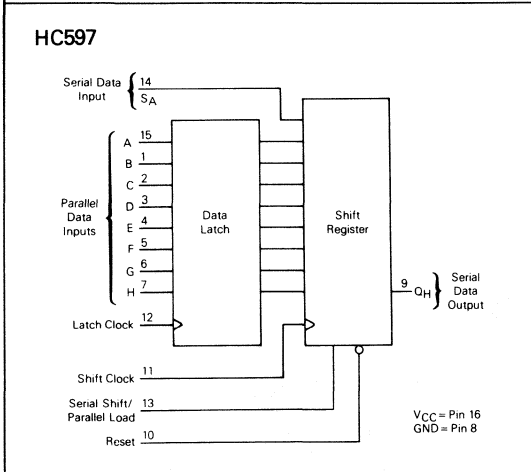 HC597
Serial Data Input { 14 SA
Parallel Data Inputs
A 15
B 1
C 2
D 3
E 4
F 5
G 6
H 7
Data Latch
Shift Register
9 QH } Serial Data Output
Latch Clock 12
Shift Clock 11
Serial Shift/ 13
Parallel Load
Reset 10
VCC = Pin 16
GND = Pin 8